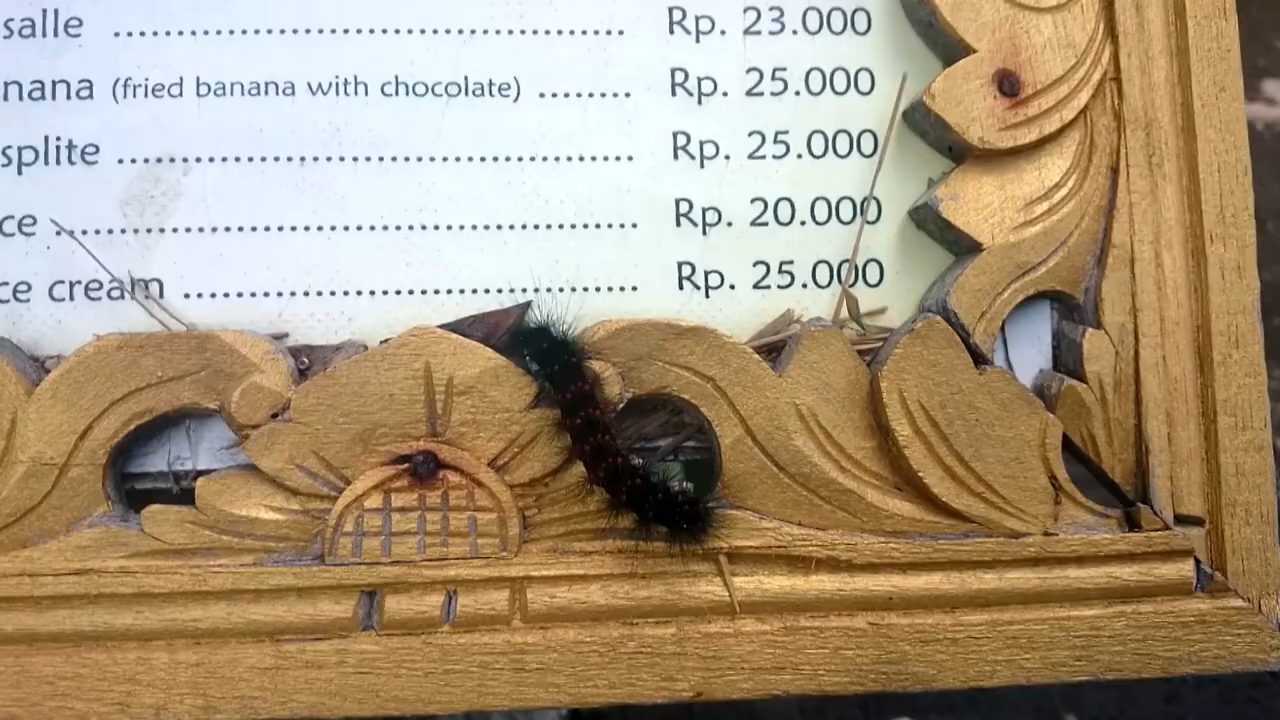 salle ........................................................ Rp. 23.000
nana (fried banana with chocolate) ........ Rp. 25.000
splite ........................................................ Rp. 25.000
ce ................................................................ Rp. 20.000
ce cream .................................................. Rp. 25.000